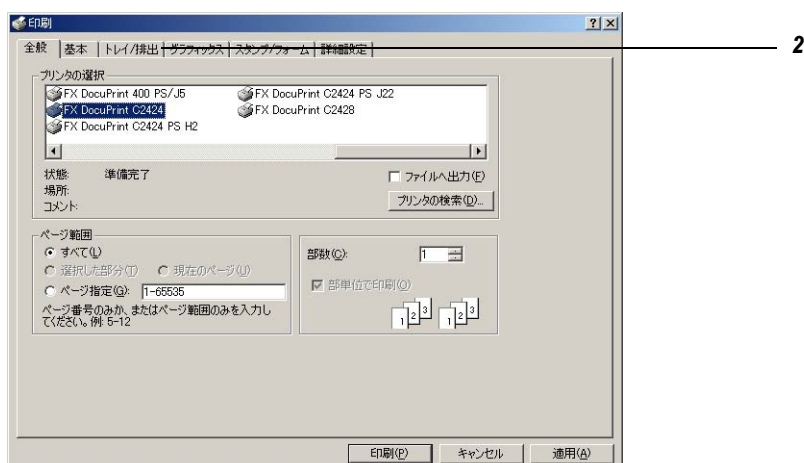 印刷
? ×
全般 基本 トレイ/排出 グラフィックス スタンプ/フォーム 詳細設定
2
プリンタの選択
FX DocuPrint 400 PS/J5 FX DocuPrint C2424 PS J22
FX DocuPrint C2424 FX DocuPrint C2428
FX DocuPrint C2424 PS H2
状態: 準備完了 ファイルへ出力(F)
場所:
コメント: プリンタの検索(D)...
ページ範囲
すべて(L) 部数(C): 1
選択した部分(T) 現在のページ(U)
ページ指定(G): 1-65535 部単位で印刷(O)
ページ番号のみか、またはページ範囲のみを入力し
てください。例: 5-12
1 2 3 1 2 3
印刷(P) キャンセル 適用(A)